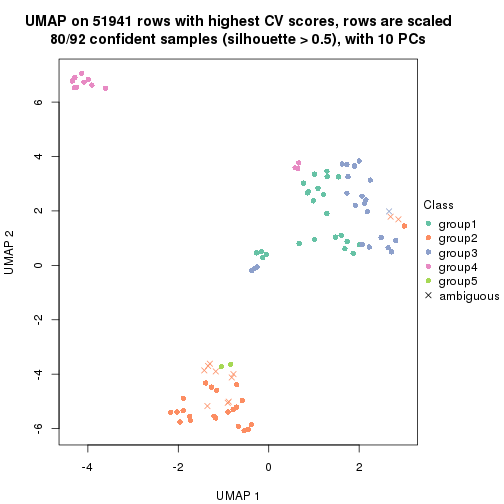 UMAP on 51941 rows with highest CV scores, rows are scaled
80/92 confident samples (silhouette > 0.5), with 10 PCs
6
4
2
0
-2
-4
-6
UMAP 2
-4
-2
0
2
UMAP 1
Class
group1
group2
group3
group4
group5
ambiguous